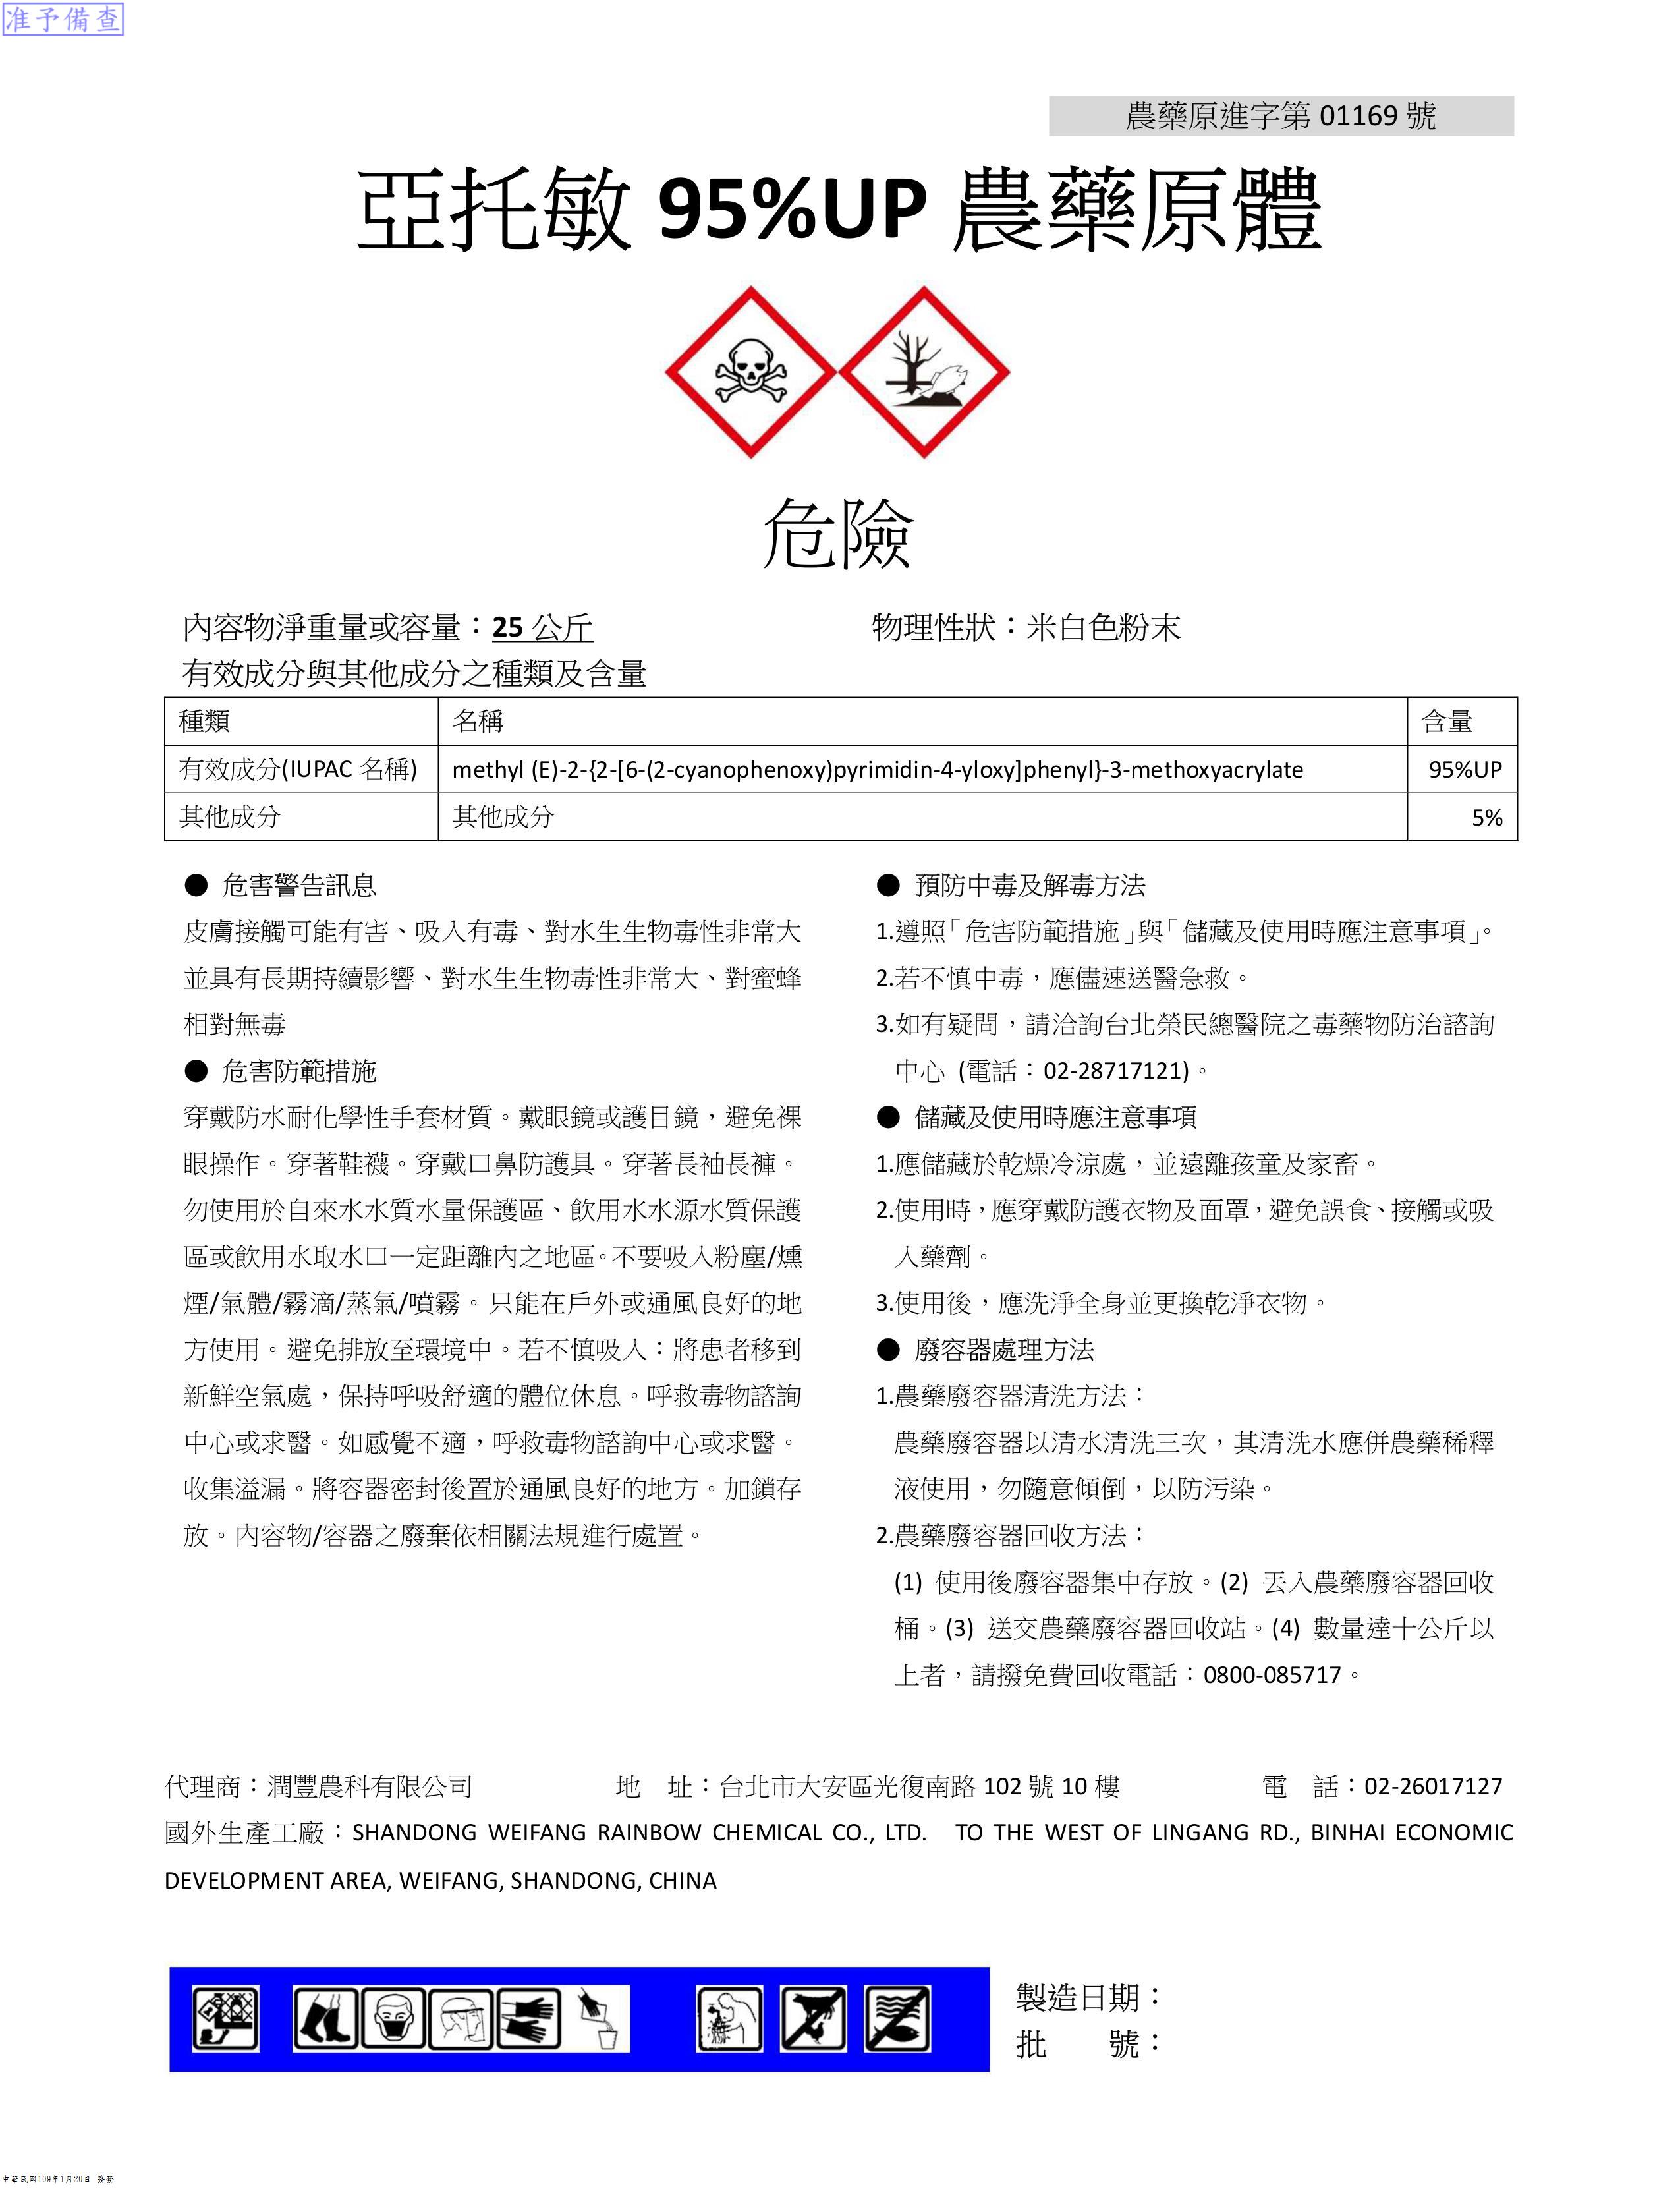 准予備查
農藥原進字第 01169 號
亞托敏 95%UP 農藥原體
危險
內容物淨重量或容量：25 公斤 物理性狀：米白色粉末
有效成分與其他成分之種類及含量
種類 名稱 含量
有效成分(IUPAC 名稱) methyl (E)-2-{2-[6-(2-cyanophenoxy)pyrimidin-4-yloxy]phenyl}-3-methoxyacrylate 95%UP
其他成分 其他成分 5%
● 危害警告訊息
皮膚接觸可能有害、吸入有毒、對水生生物毒性非常大
並具有長期持續影響、對水生生物毒性非常大、對蜜蜂
相對無毒
● 危害防範措施
穿戴防水耐化學性手套材質。戴眼鏡或護目鏡，避免裸
眼操作。穿著鞋襪。穿戴口鼻防護具。穿著長袖長褲。
勿使用於自來水水質水量保護區、飲用水水源水質保護
區或飲用水取水口一定距離內之地區。不要吸入粉塵/燻
煙/氣體/霧滴/蒸氣/噴霧。只能在戶外或通風良好的地
方使用。避免排放至環境中。若不慎吸入：將患者移到
新鮮空氣處，保持呼吸舒適的體位休息。呼救毒物諮詢
中心或求醫。如感覺不適，呼救毒物諮詢中心或求醫。
收集溢漏。將容器密封後置於通風良好的地方。加鎖存
放。內容物/容器之廢棄依相關法規進行處置。
● 預防中毒及解毒方法
1.遵照「危害防範措施」與「儲藏及使用時應注意事項」。
2.若不慎中毒，應儘速送醫急救。
3.如有疑問，請洽詢台北榮民總醫院之毒藥物防治諮詢
中心 (電話：02-28717121)。
● 儲藏及使用時應注意事項
1.應儲藏於乾燥冷涼處，並遠離孩童及家畜。
2.使用時，應穿戴防護衣物及面罩，避免誤食、接觸或吸
入藥劑。
3.使用後，應洗淨全身並更換乾淨衣物。
● 廢容器處理方法
1.農藥廢容器清洗方法：
農藥廢容器以清水清洗三次，其清洗水應併農藥稀釋
液使用，勿隨意傾倒，以防污染。
2.農藥廢容器回收方法：
(1) 使用後廢容器集中存放。(2) 丟入農藥廢容器回收
桶。(3) 送交農藥廢容器回收站。(4) 數量達十公斤以
上者，請撥免費回收電話：0800-085717。
代理商：潤豐農科有限公司 地 址：台北市大安區光復南路 102 號 10 樓 電 話：02-26017127
國外生產工廠：SHANDONG WEIFANG RAINBOW CHEMICAL CO., LTD. TO THE WEST OF LINGANG RD., BINHAI ECONOMIC
DEVELOPMENT AREA, WEIFANG, SHANDONG, CHINA
製造日期：
批 號：
中華民國109年1月20日 簽發